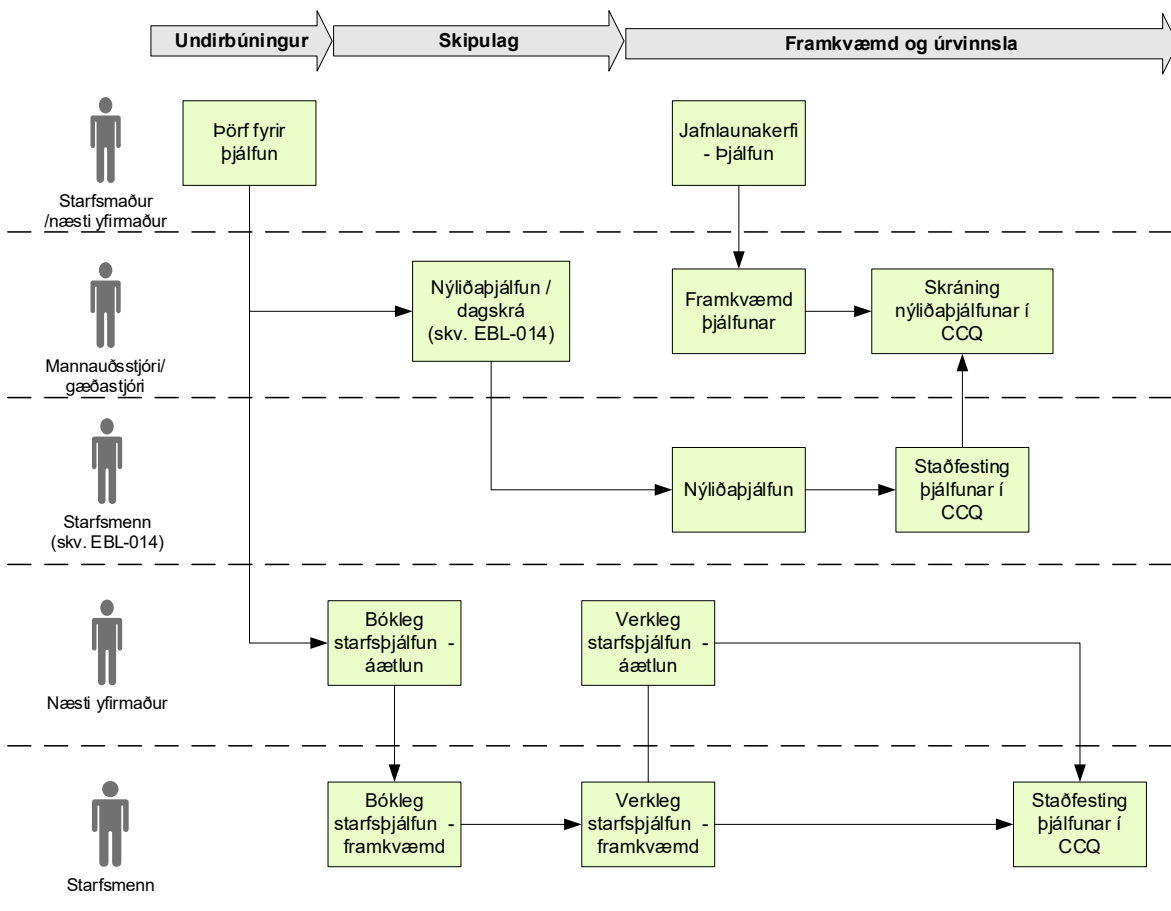 Undirbúningur
Skipulag
Framkvæmd og úrvinnsla
Starfsmaður
/næsti yfirmaður
Þörf fyrir
þjálfun
Jafnlaunakerfi
- Þjálfun
Mannauðsstjóri/
gæðastjóri
Nýliðaþjálfun /
dagskrá
(skv. EBL-014)
Framkvæmd
þjálfunar
Skráning
nýliðaþjálfunar í
CCQ
Starfsmenn
(skv. EBL-014)
Nýliðaþjálfun
Staðfesting
þjálfunar í
CCQ
Næsti yfirmaður
Bókleg
starfsþjálfun -
áætlun
Verkleg
starfsþjálfun -
áætlun
Starfsmenn
Bókleg
starfsþjálfun -
framkvæmd
Verkleg
starfsþjálfun -
framkvæmd
Staðfesting
þjálfunar í
CCQ